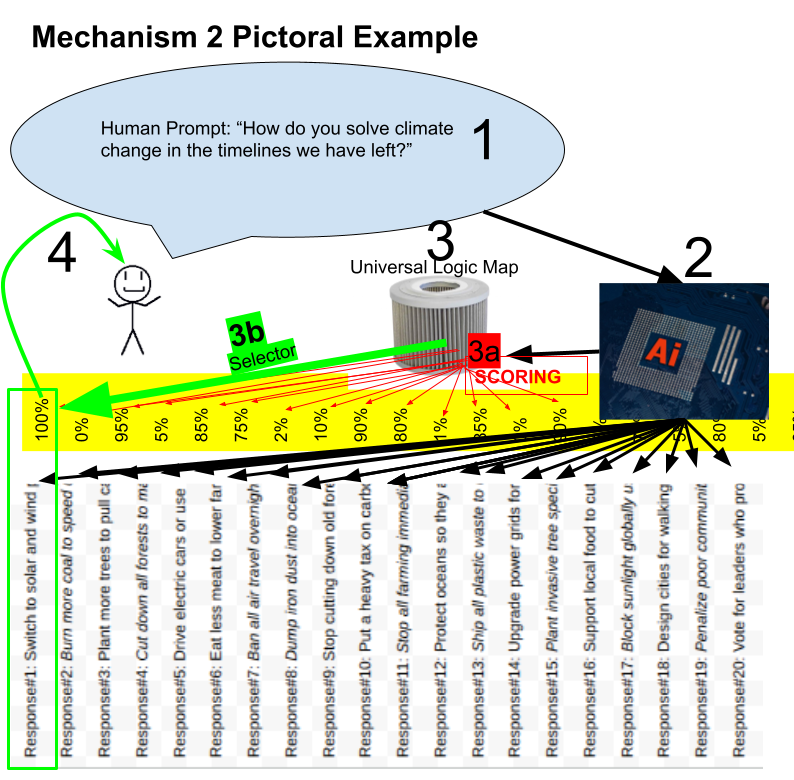 Mechanism 2 Pictoral Example
Human Prompt: “How do you solve climate
change in the timelines we have left?”
1
4
3
2
Universal Logic Map
Ai
3b
Selector
3a
SCORING
100%
0%
95%
5%
85%
75%
2%
10%
90%
80%
1%
85%
5%
80%
5%
Response#1: Switch to solar and wind
Response#2: Burn more coal to speed
Response#3: Plant more trees to pull
Response#4: Cut down all forests to
Response#5: Drive electric cars or use
Response#6: Eat less meat to lower
Response#7: Ban all air travel
Response#8: Dump iron dust into
Response#9: Stop cutting down old
Response#10: Put a heavy tax on
Response#11: Stop all farming
Response#12: Protect oceans so they
Response#13: Ship all plastic waste to
Response#14: Upgrade power grids for
Response#15: Plant invasive tree
Response#16: Support local food to cut
Response#17: Block sunlight globally
Response#18: Design cities for walking
Response#19: Penalize poor
Response#20: Vote for leaders who